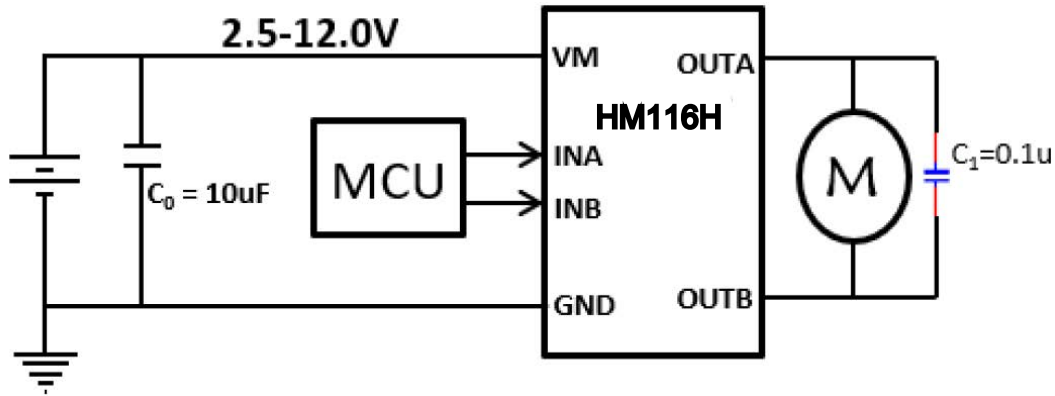 2.5-12.0V
VM
OUTA
HM116H
MCU
INA
INB
C₀ = 10uF
M
C₁=0.1u
GND
OUTB